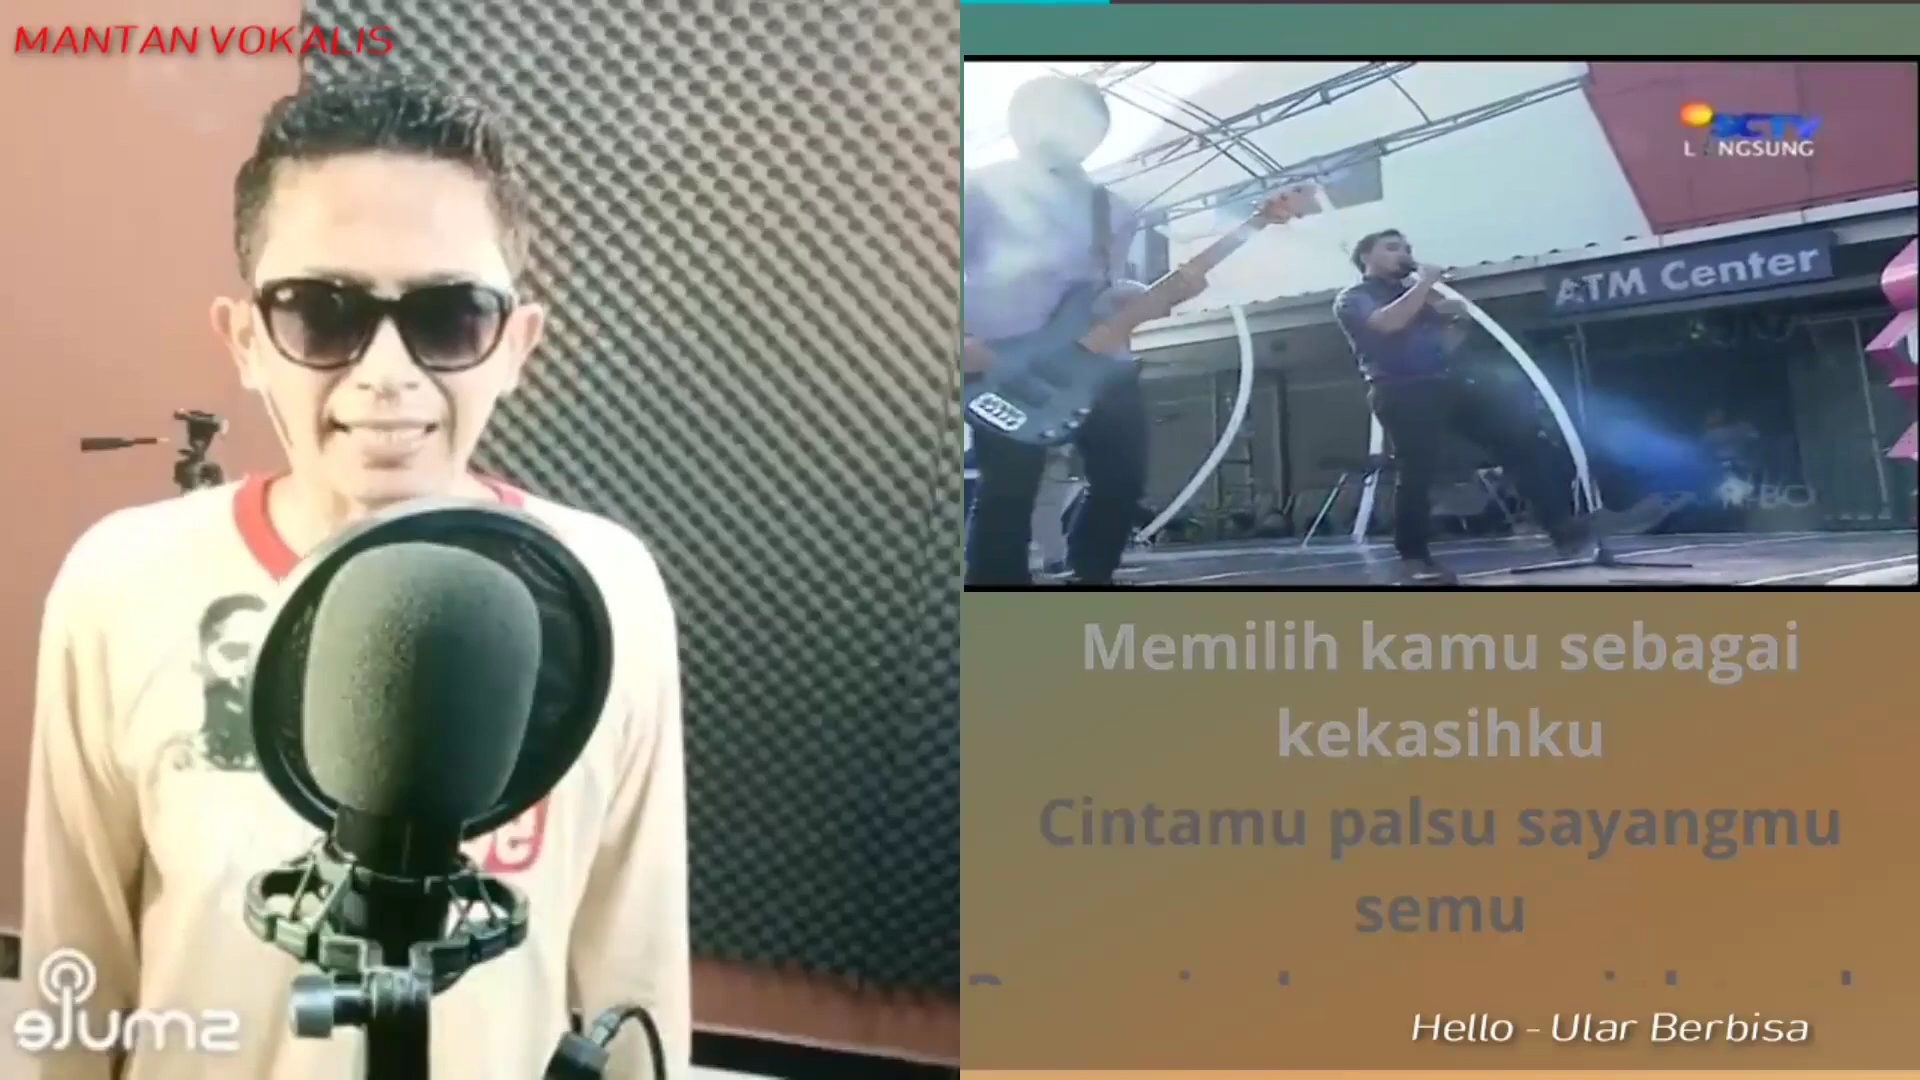 MANTAN VOKALIS
SCTV
LANGSUNG
ATM Center
Memilih kamu sebagai
kekasihku
Cintamu palsu sayangmu
semu
Hello - Ular Berbisa
smule